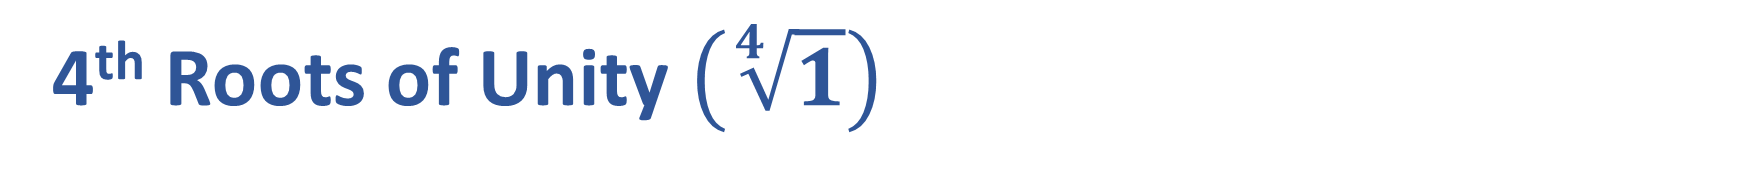 4th Roots of Unity (∜1)